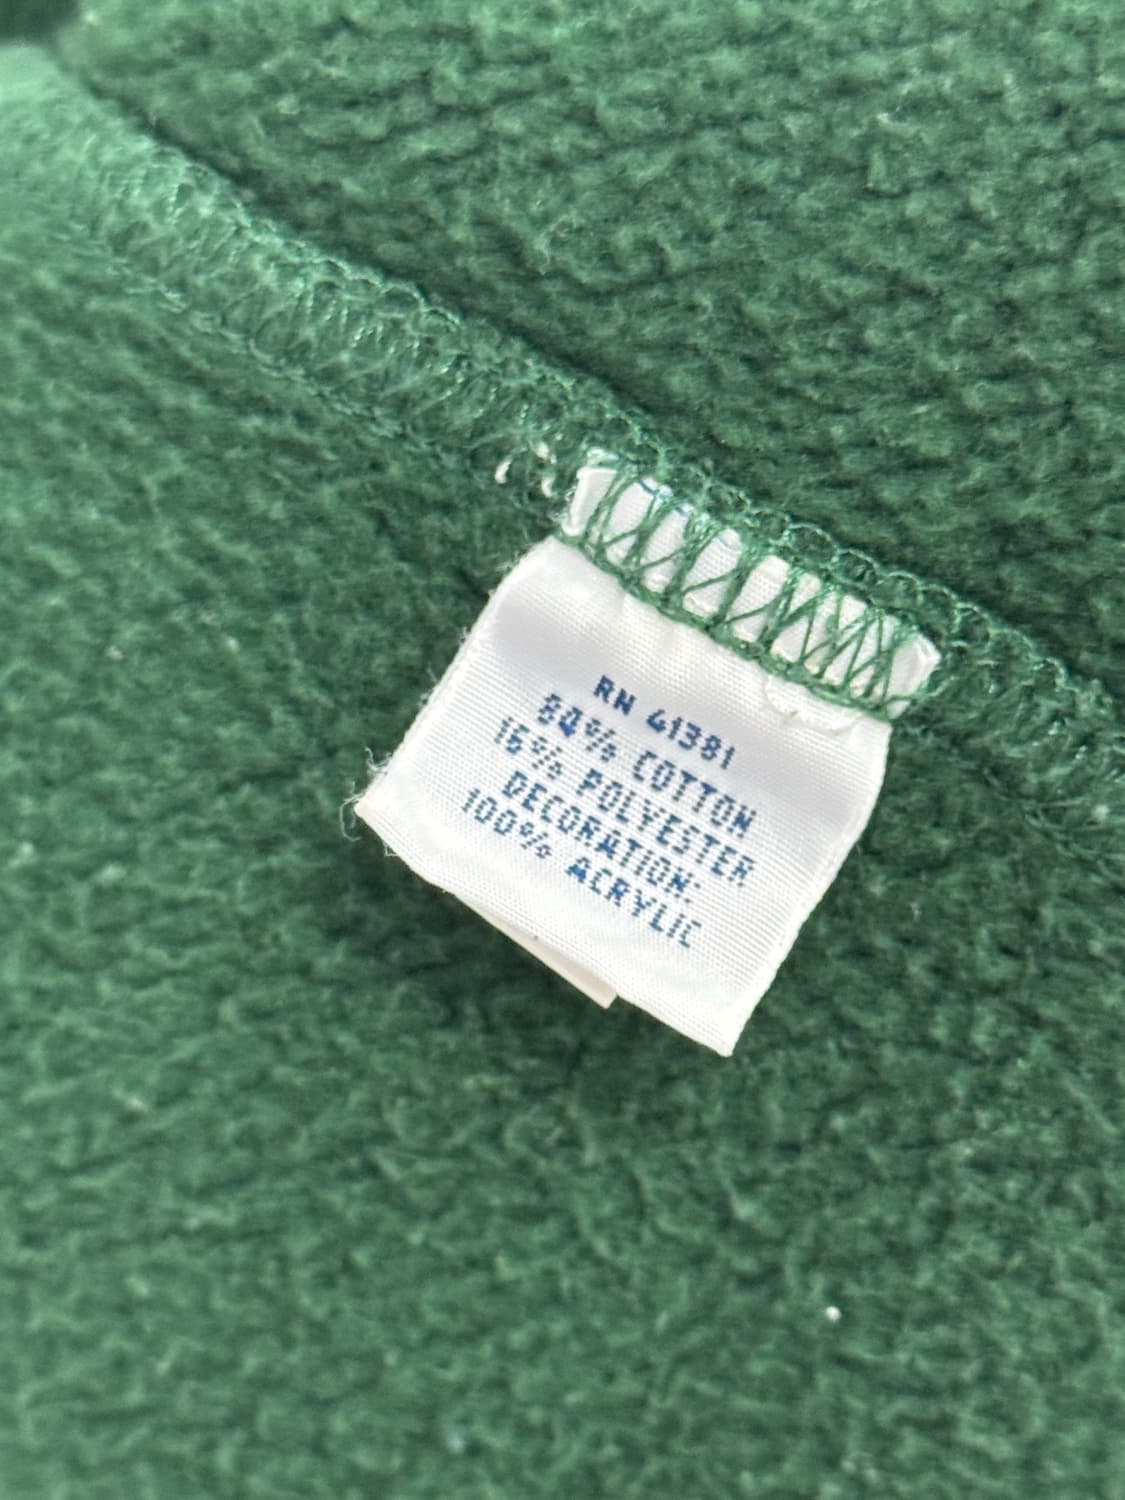 RN 41381
84% COTTON
16% POLYESTER
DECORATION:
100% ACRYLIC